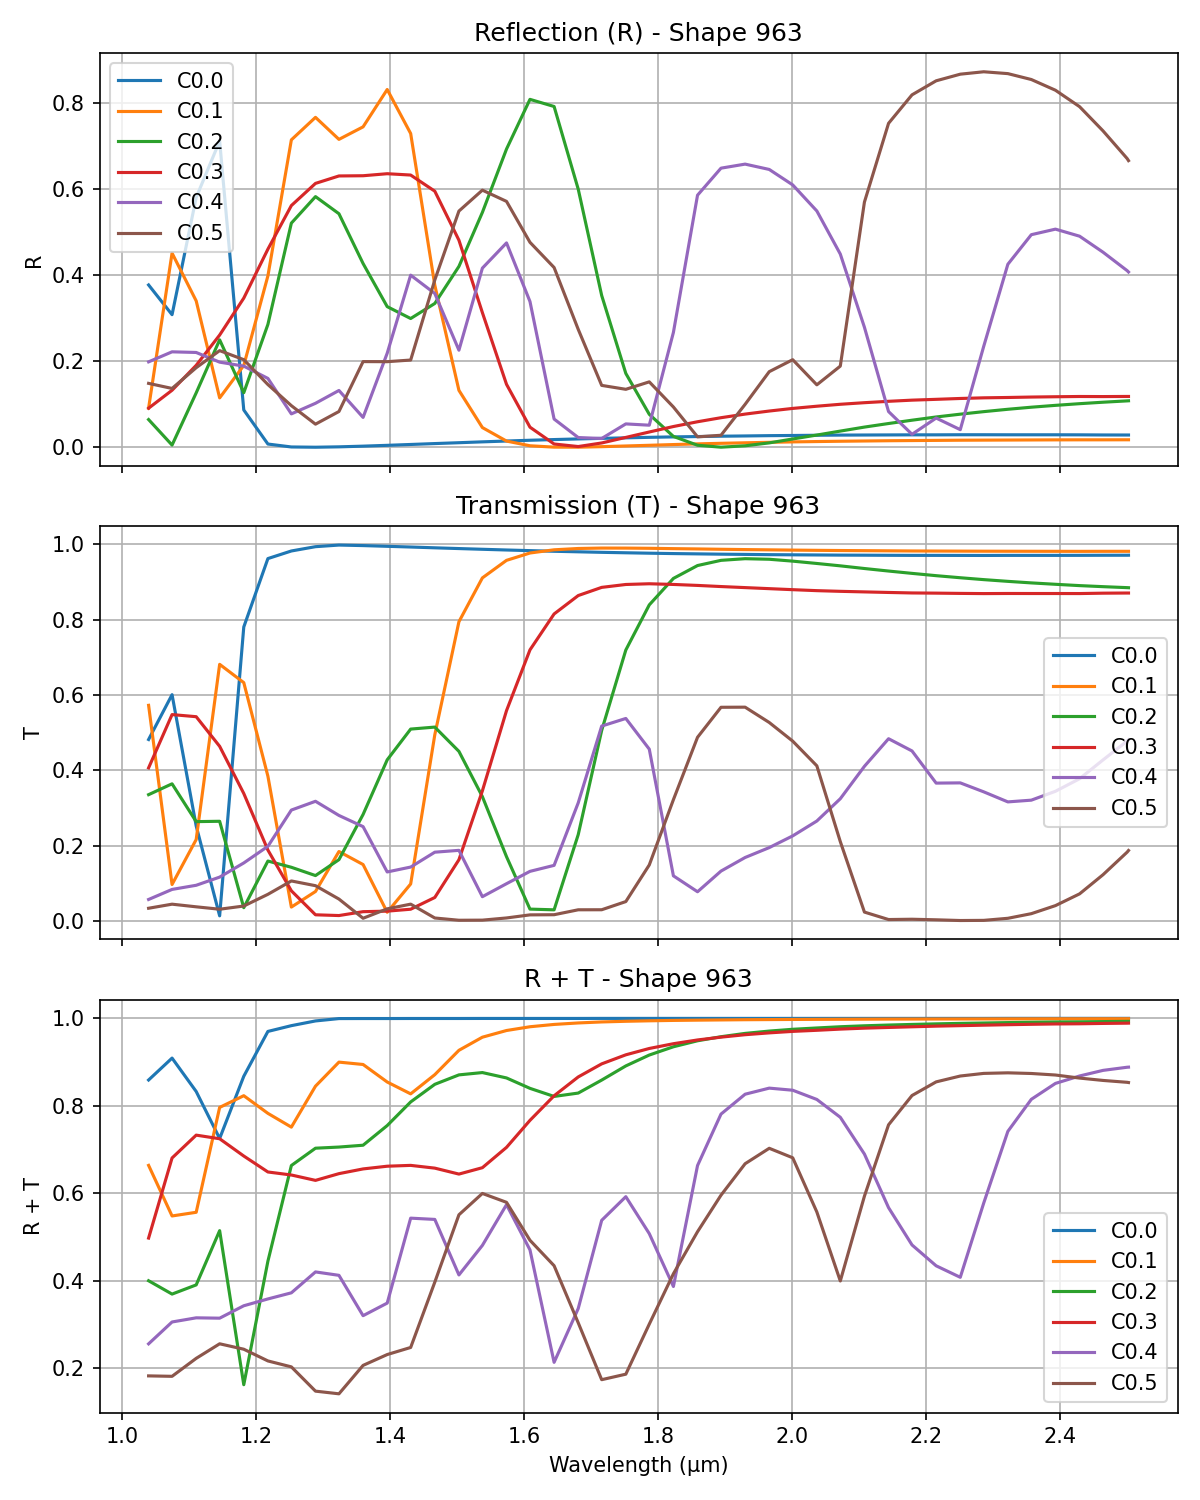 Reflection (R) - Shape 963
C0.0
C0.1
C0.2
C0.3
C0.4
C0.5
0.8
0.6
0.4
0.2
0.0
R
Transmission (T) - Shape 963
1.0
0.8
0.6
0.4
0.2
0.0
T
C0.0
C0.1
C0.2
C0.3
C0.4
C0.5
R + T - Shape 963
1.0
0.8
0.6
0.4
0.2
R + T
C0.0
C0.1
C0.2
C0.3
C0.4
C0.5
1.0 1.2 1.4 1.6 1.8 2.0 2.2 2.4
Wavelength (μm)